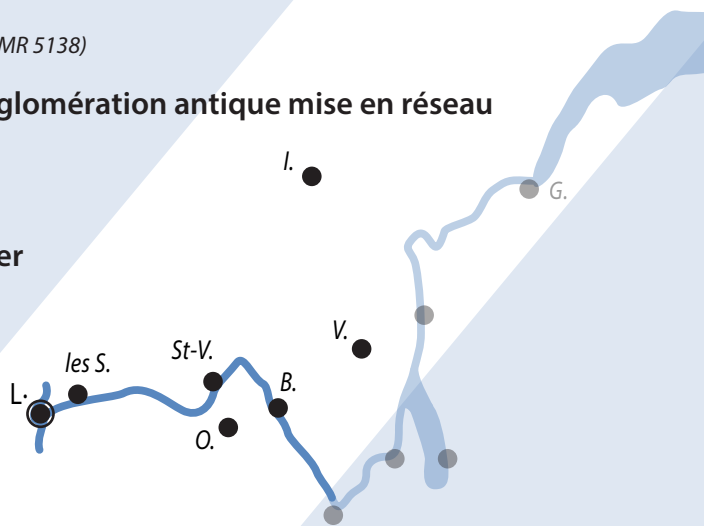 MR 5138)
glomération antique mise en réseau
I.
G.
er
V.
St-V.
les S.
B.
L.
O.